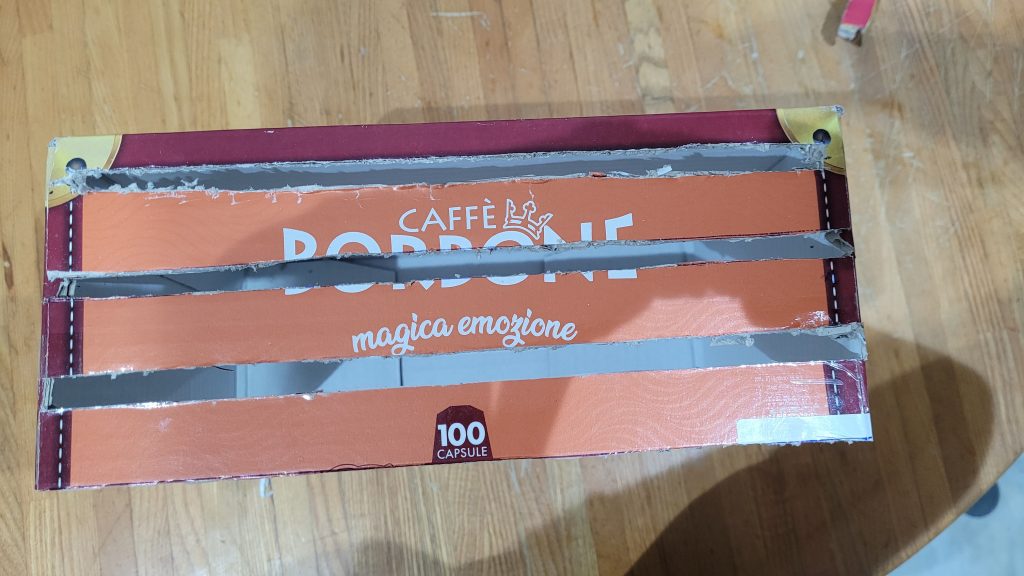 CAFFÈ
BORBONE
magica emozione
100
CAPSULE